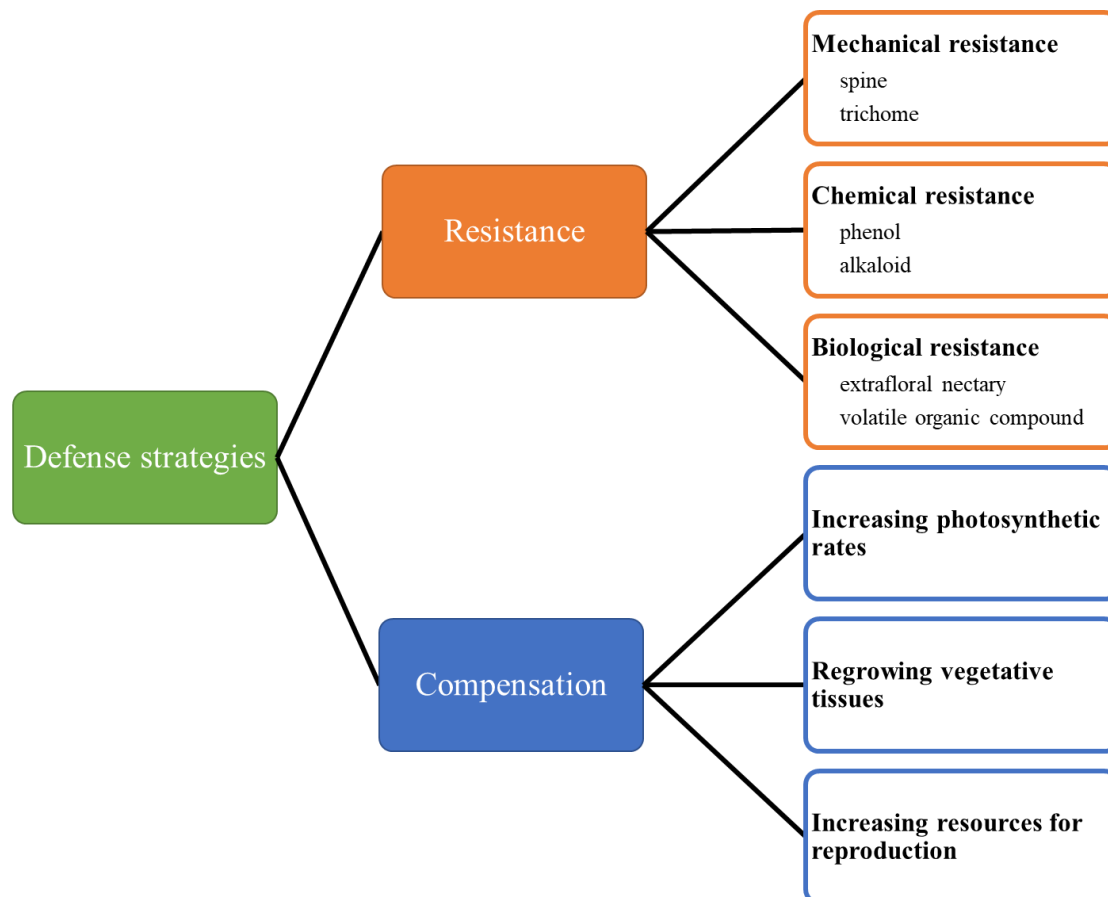 Defense strategies
Resistance
Mechanical resistance
spine
trichome
Chemical resistance
phenol
alkaloid
Biological resistance
extrafloral nectary
volatile organic compound
Compensation
Increasing photosynthetic
rates
Regrowing vegetative
tissues
Increasing resources for
reproduction